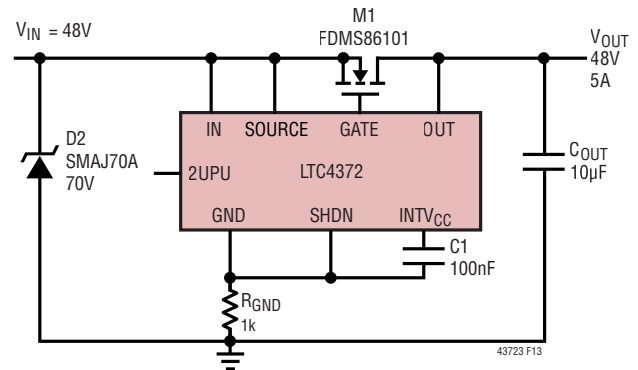 M1
FDMS86101
V_IN = 48V
V_OUT
48V
5A
IN SOURCE GATE OUT
D2
SMAJ70A
70V
2UPU
LTC4372
C_OUT
10µF
GND SHDN INTV_CC
C1
100nF
R_GND
1k
43723 F13